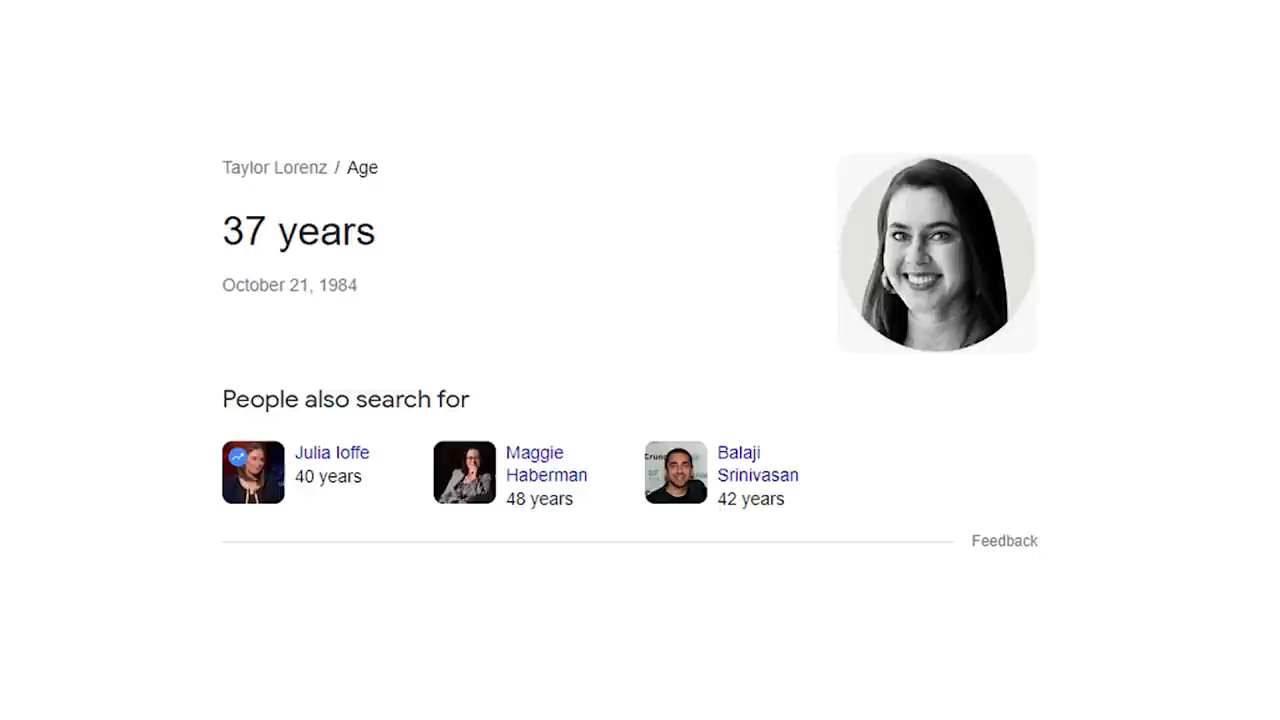 Taylor Lorenz / Age
37 years
October 21, 1984
People also search for
Julia Ioffe
40 years
Maggie
Haberman
48 years
Balaji
Srinivasan
42 years
Feedback